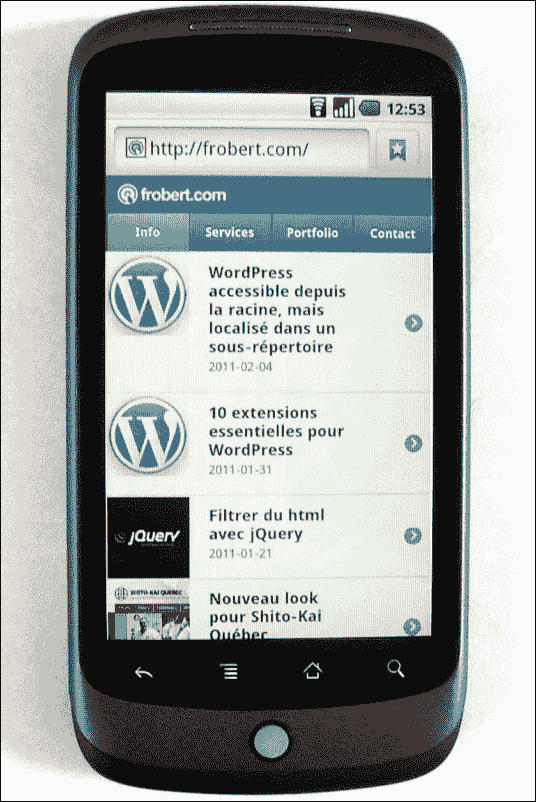 12:53
http://frobert.com/
frobert.com
Info Services Portfolio Contact
WordPress
accessible depuis
la racine, mais
localisé dans un
sous-répertoire
2011-02-04
10 extensions
essentielles pour
WordPress
2011-01-31
jQuery
Filtrer du html
avec jQuery
2011-01-21
SHITO-KAI QUÉBEC
Nouveau look
pour Shito-Kai
Québec